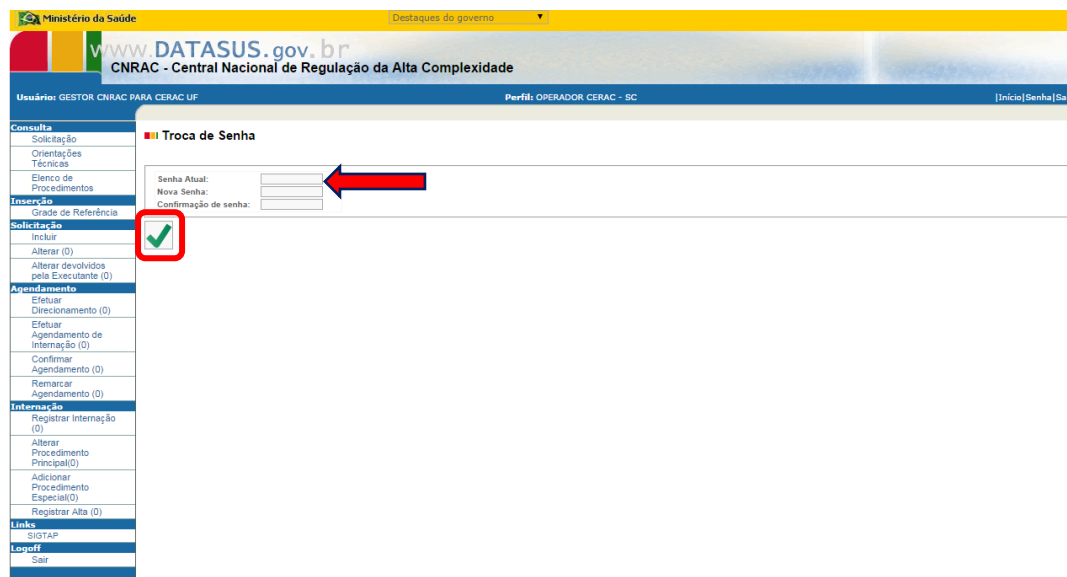 Ministério da Saúde
Destaques do governo
www.DATASUS.gov.br
CNRAC - Central Nacional de Regulação da Alta Complexidade
Usuário: GESTOR CNRAC PARA CERAC UF
Perfil: OPERADOR CERAC - SC
|Início|Senha|Sa
Consulta
Solicitação
Orientações
Técnicas
Elenco de
Procedimentos
Inserção
Grade de Referência
Solicitação
Incluir
Alterar (0)
Alterar devolvidos
pela Executante (0)
Agendamento
Efetuar
Direcionamento (0)
Efetuar
Agendamento de
Internação (0)
Confirmar
Agendamento (0)
Remarcar
Agendamento (0)
Internação
Registrar Internação
(0)
Alterar
Procedimento
Principal(0)
Adicionar
Procedimento
Especial(0)
Registrar Alta (0)
Links
SIGTAP
Logoff
Sair
Troca de Senha
Senha Atual:
Nova Senha:
Confirmação de senha: